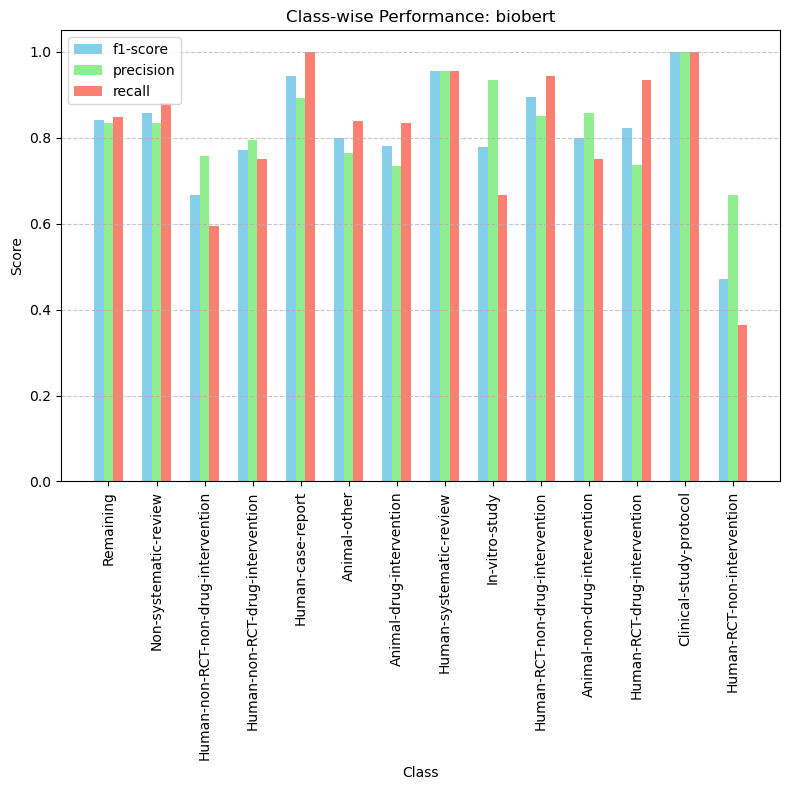 Class-wise Performance: biobert
f1-score
precision
recall
1.0
0.8
0.6
0.4
0.2
0.0
Score
Remaining
Non-systematic-review
Human-non-RCT-non-drug-intervention
Human-non-RCT-drug-intervention
Human-case-report
Animal-other
Animal-drug-intervention
Human-systematic-review
In-vitro-study
Human-RCT-non-drug-intervention
Animal-non-drug-intervention
Human-RCT-drug-intervention
Clinical-study-protocol
Human-RCT-non-intervention
Class